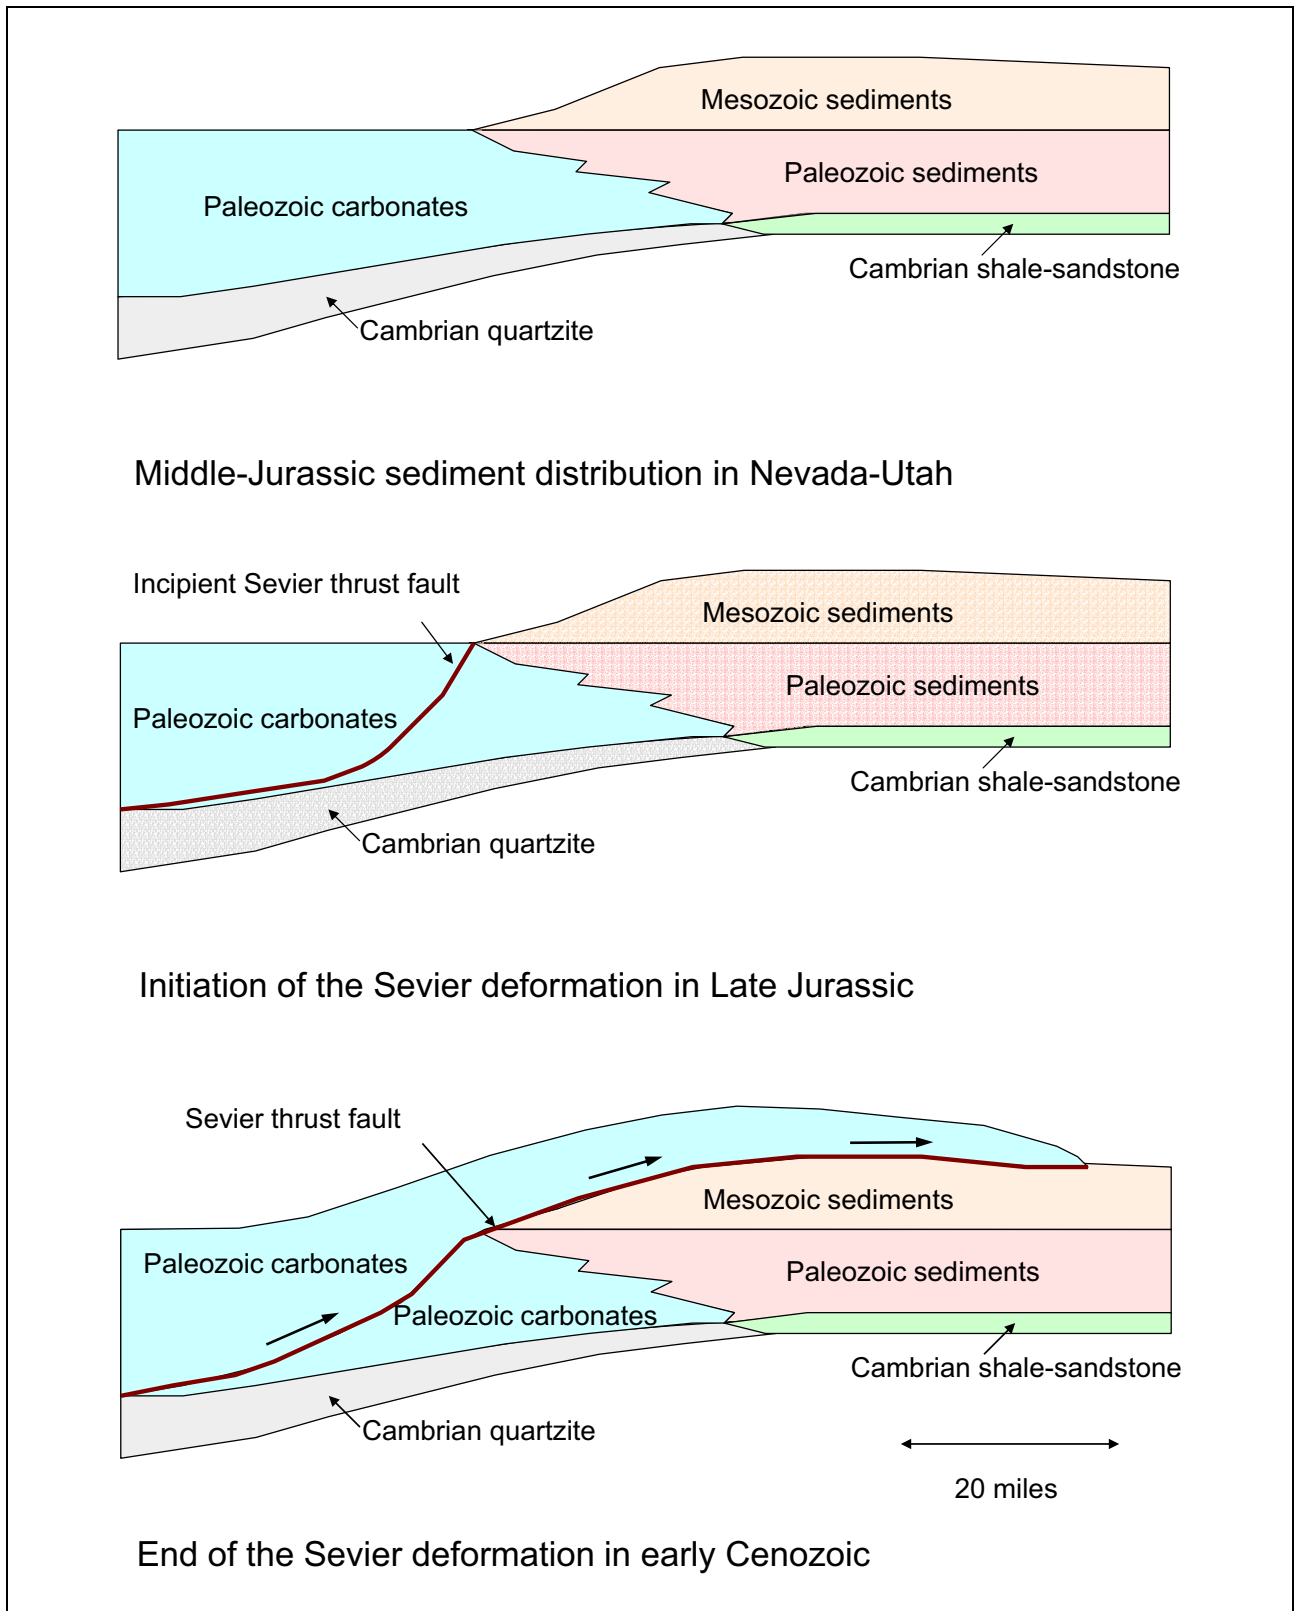 Mesozoic sediments
Paleozoic sediments
Paleozoic carbonates
Cambrian shale-sandstone
Cambrian quartzite
Middle-Jurassic sediment distribution in Nevada-Utah
Incipient Sevier thrust fault
Mesozoic sediments
Paleozoic sediments
Paleozoic carbonates
Cambrian shale-sandstone
Cambrian quartzite
Initiation of the Sevier deformation in Late Jurassic
Sevier thrust fault
Mesozoic sediments
Paleozoic carbonates
Paleozoic sediments
Paleozoic carbonates
Cambrian shale-sandstone
Cambrian quartzite
20 miles
End of the Sevier deformation in early Cenozoic